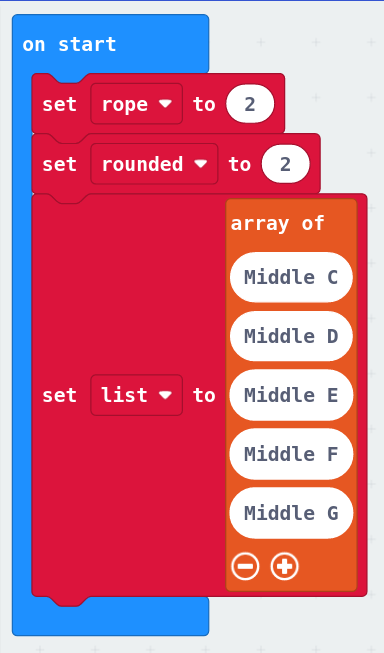 on start
set rope to 2
set rounded to 2
array of
Middle C
Middle D
set list to Middle E
Middle F
Middle G